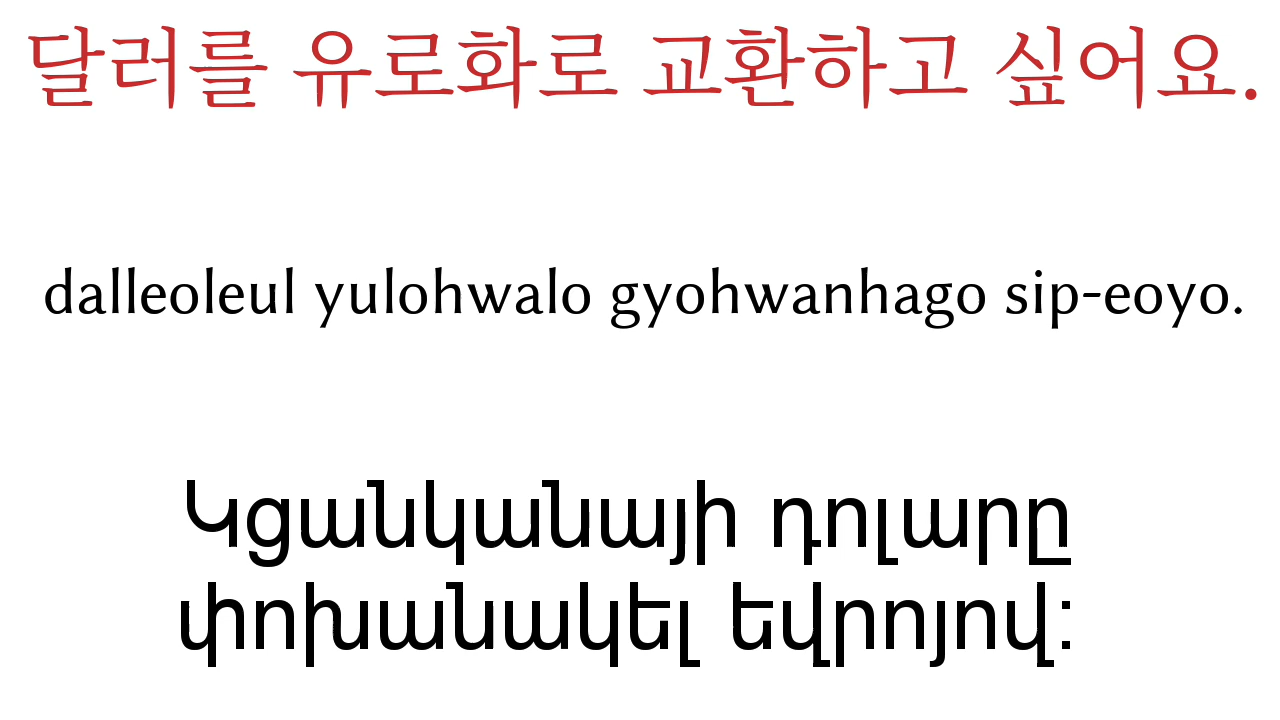 달러를 유로화로 교환하고 싶어요.
dalleoleul yulohwalo gyohwanhago sip-eoyo.
Կցանկանայի դոլարը
փոխանակել եվրոյով: